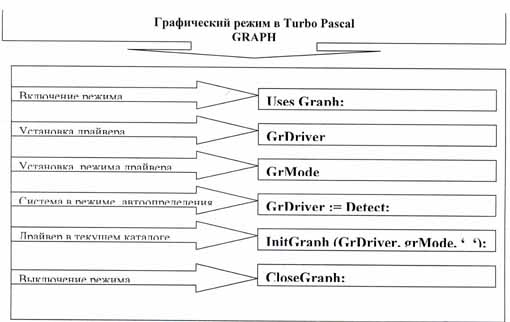 Графический режим в Turbo Pascal
GRAPH
Включение режима
Uses Graph;
Установка драйвера
GrDriver
Установка режима драйвера
GrMode
Система в режиме автоопределения
GrDriver := Detect;
Драйвер в текущем каталоге
InitGraph (GrDriver, grMode, ‘ ‘);
Выключение режима
CloseGraph;